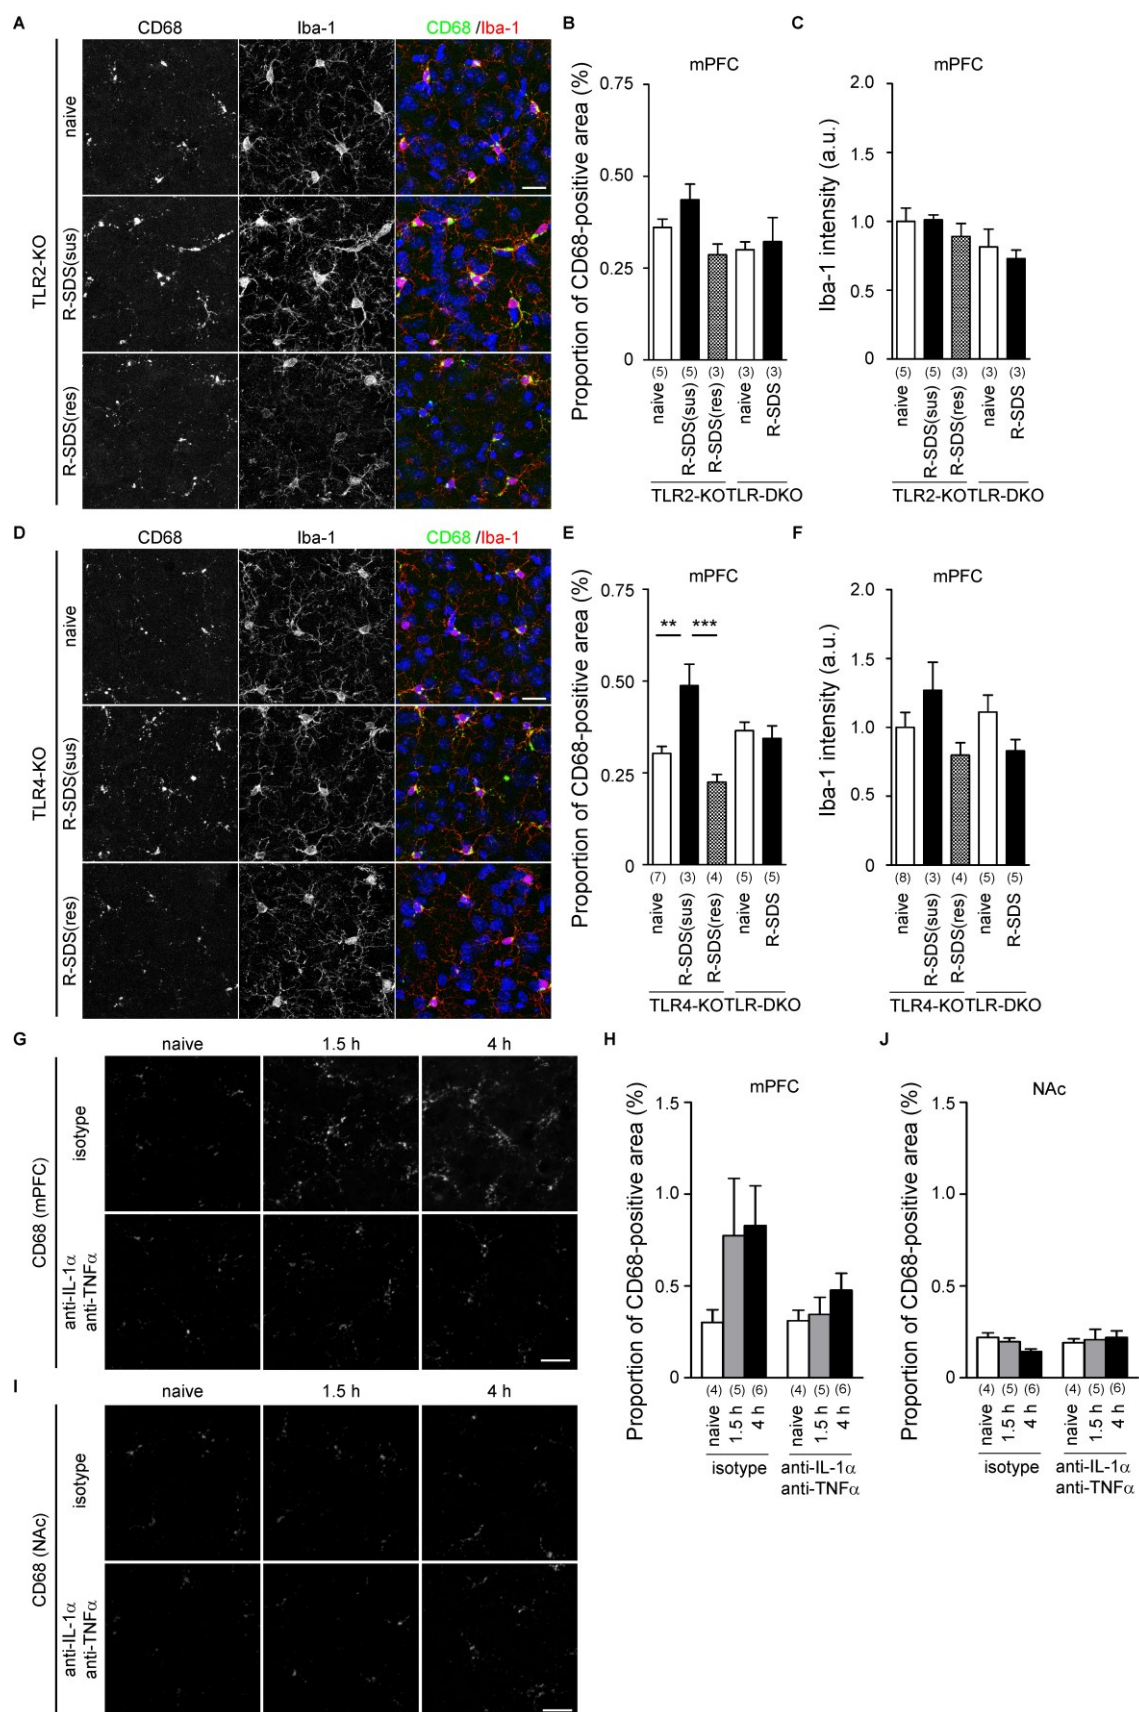 A
CD68
Iba-1
CD68 /Iba-1
TLR2-KO
naive
R-SDS(sus)
R-SDS(res)
B
mPFC
Proportion of CD68-positive area (%)
0.75
0.50
0.25
0
(5) (5) (3) (3) (3)
naive
R-SDS(sus)
R-SDS(res)
naive
R-SDS
TLR2-KO TLR-DKO
C
mPFC
Iba-1 intensity (a.u.)
2.0
1.5
1.0
0.5
0
(5) (5) (3) (3) (3)
naive
R-SDS(sus)
R-SDS(res)
naive
R-SDS
TLR2-KO TLR-DKO
D
CD68
Iba-1
CD68 /Iba-1
TLR4-KO
naive
R-SDS(sus)
R-SDS(res)
E
mPFC
Proportion of CD68-positive area (%)
0.75
0.50
0.25
0
** ***
(7) (3) (4) (5) (5)
naive
R-SDS(sus)
R-SDS(res)
naive
R-SDS
TLR4-KO TLR-DKO
F
mPFC
Iba-1 intensity (a.u.)
2.0
1.5
1.0
0.5
0
(8) (3) (4) (5) (5)
naive
R-SDS(sus)
R-SDS(res)
naive
R-SDS
TLR4-KO TLR-DKO
G
naive
1.5 h
4 h
CD68 (mPFC)
isotype
anti-IL-1α
anti-TNFα
H
mPFC
Proportion of CD68-positive area (%)
1.5
1.0
0.5
0
(4) (5) (6) (4) (5) (6)
naive
1.5 h
4 h
naive
1.5 h
4 h
isotype
anti-IL-1α
anti-TNFα
J
NAc
Proportion of CD68-positive area (%)
1.5
1.0
0.5
0
(4) (5) (6) (4) (5) (6)
naive
1.5 h
4 h
naive
1.5 h
4 h
isotype
anti-IL-1α
anti-TNFα
I
naive
1.5 h
4 h
CD68 (NAc)
isotype
anti-IL-1α
anti-TNFα